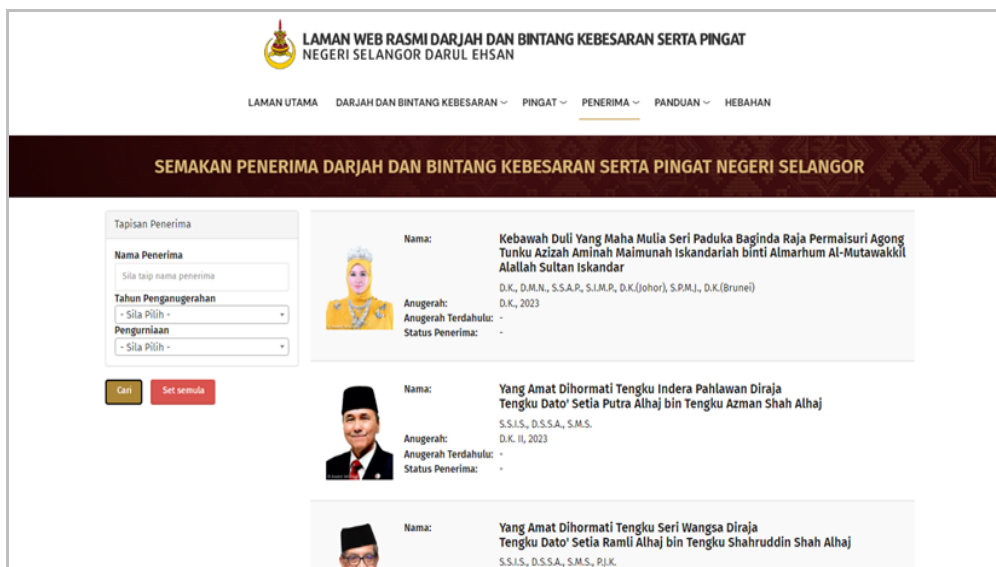 LAMAN WEB RASMI DARJAH DAN BINTANG KEBESARAN SERTA PINGAT
NEGERI SELANGOR DARUL EHSAN
LAMAN UTAMA DARJAH DAN BINTANG KEBESARAN PINGAT PENERIMA PANDUAN HEBAHAN
SEMAKAN PENERIMA DARJAH DAN BINTANG KEBESARAN SERTA PINGAT NEGERI SELANGOR
Tapisan Penerima
Nama Penerima
Sila taip nama penerima
Tahun Penganugerahan
- Sila Pilih -
Pengurniaan
- Sila Pilih -
Cari Set semula
Nama: Kebawah Duli Yang Maha Mulia Seri Paduka Baginda Raja Permaisuri Agong
Tunku Azizah Aminah Maimunah Iskandariah binti Almarhum Al-Mutawakkil
Alallah Sultan Iskandar
D.K., D.M.N., S.S.A.P., S.I.M.P., D.K.(Johor), S.P.M.J., D.K.(Brunei)
Anugerah: D.K., 2023
Anugerah Terdahulu: -
Status Penerima: -
Nama: Yang Amat Dihormati Tengku Indera Pahlawan Diraja
Tengku Dato' Setia Putra Alhaj bin Tengku Azman Shah Alhaj
S.S.I.S., D.S.S.A., S.M.S.
Anugerah: D.K. II, 2023
Anugerah Terdahulu: -
Status Penerima: -
Nama: Yang Amat Dihormati Tengku Seri Wangsa Diraja
Tengku Dato' Setia Ramli Alhaj bin Tengku Shahruddin Shah Alhaj
S.S.I.S., D.S.S.A., S.M.S., P.J.K.